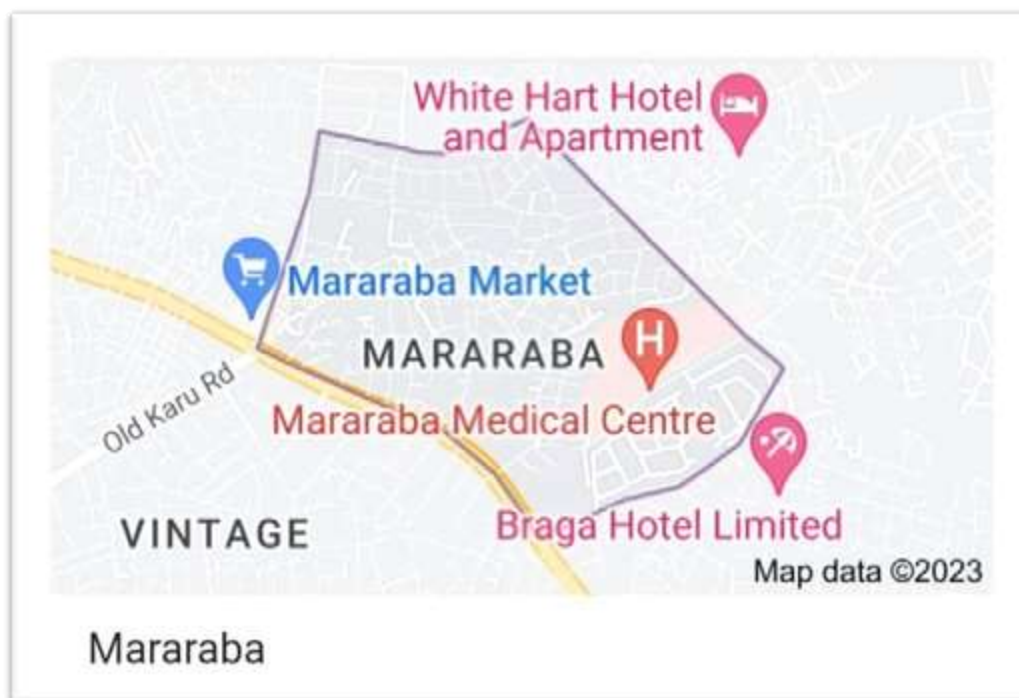 White Hart Hotel
and Apartment
Mararaba Market
MARARABA
H
Mararaba Medical Centre
Old Karu Rd
VINTAGE
Braga Hotel Limited
Map data ©2023
Mararaba